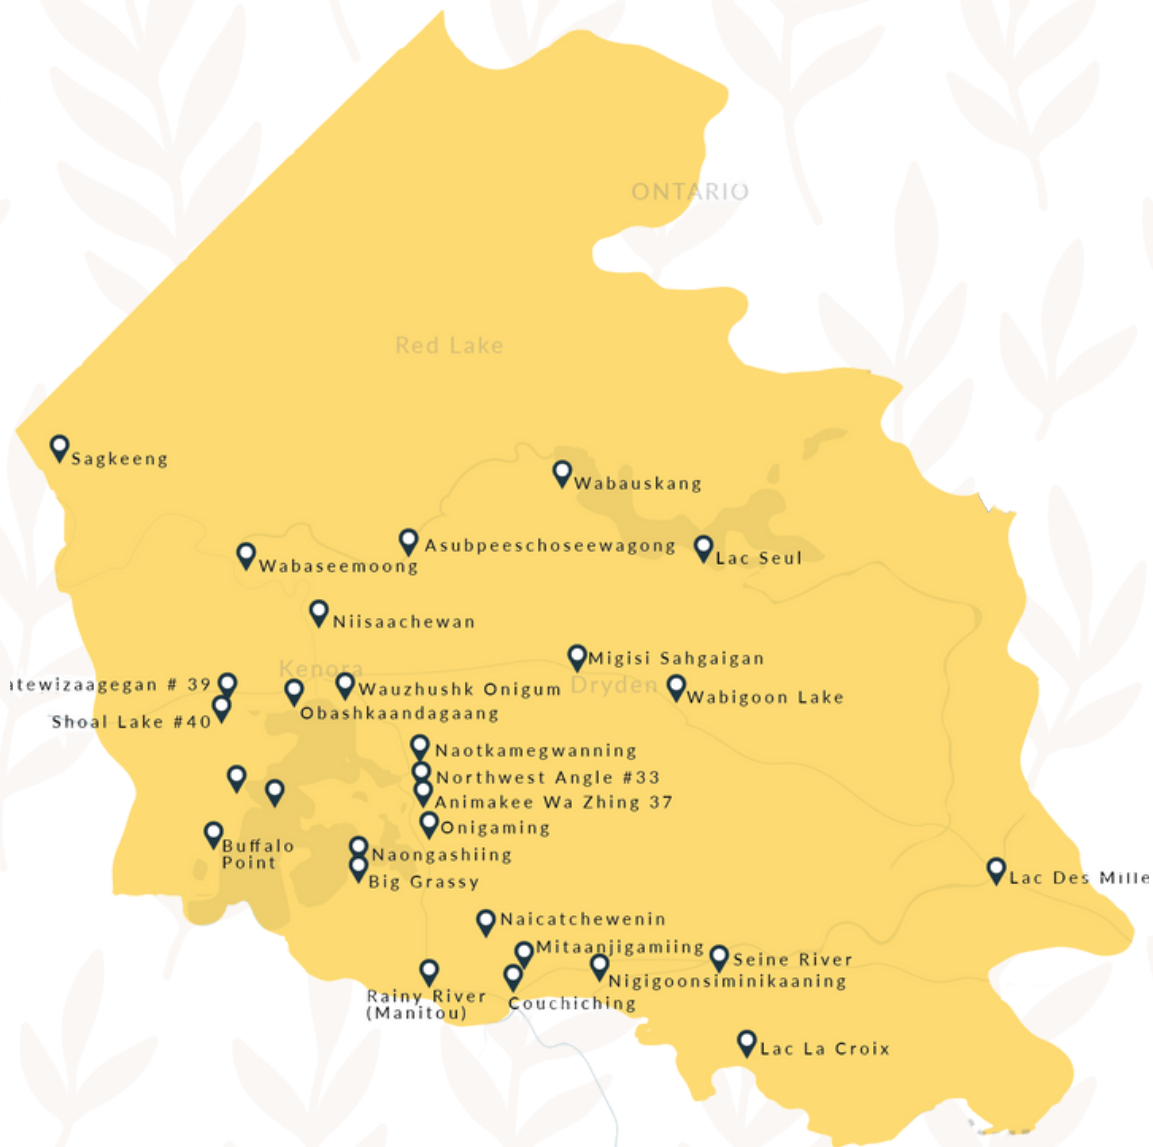 ONTARIO
Red Lake
Sagkeeng
Wabauskang
Asubpeeschoseewagong
Lac Seul
Wabaseemoong
Niisaachewan
Migisi Sahgaigan
Kenora
Dryden
atewizaagegan # 39
Wauzhushk Onigum
Wabigoon Lake
Obashkaandagaang
Shoal Lake #40
Naotkamegwanning
Northwest Angle #33
Animakee Wa Zhing 37
Onigaming
Buffalo
Point
Naongashiing
Big Grassy
Lac Des Mille
Naicatchewenin
Mitaanjigamiing
Seine River
Nigigoonsiminikaaning
Rainy River
(Manitou)
Couchiching
Lac La Croix